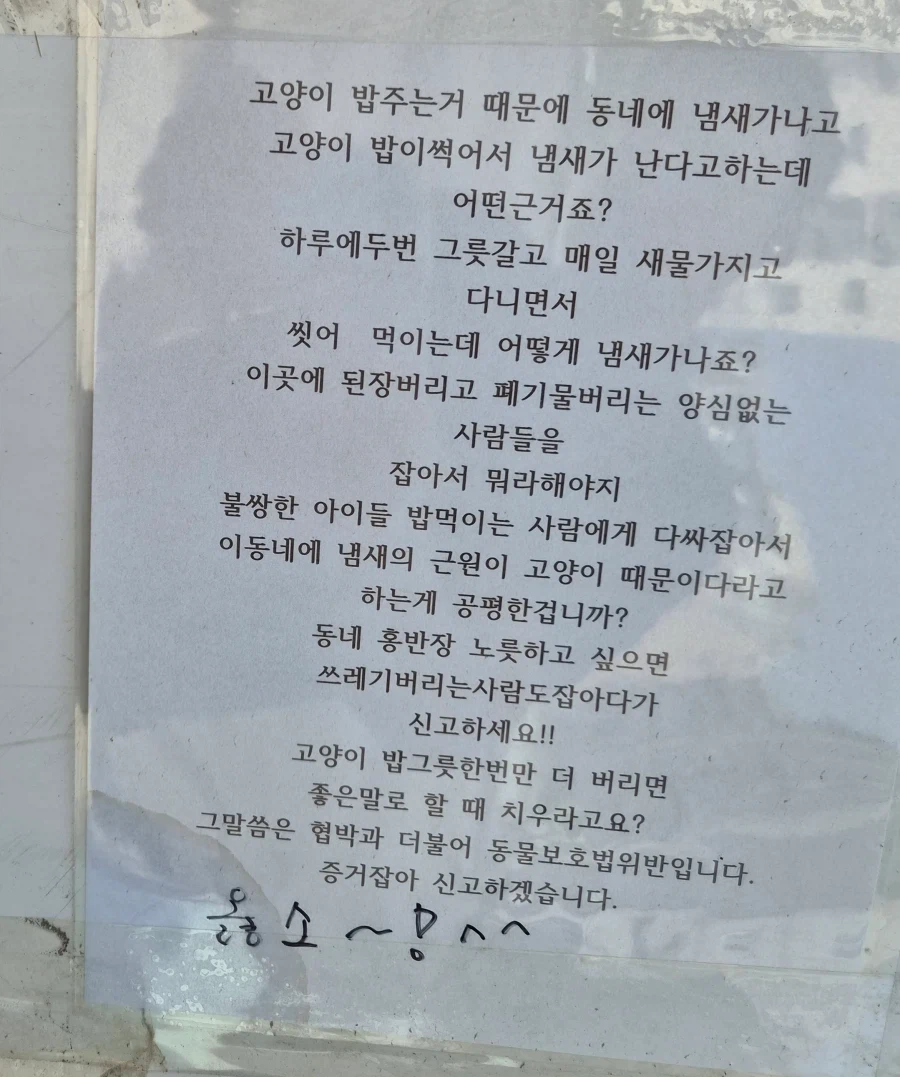 고양이 밥주는거 때문에 동네에 냄새가나고
고양이 밥이썩어서 냄새가 난다고하는데
어떤근거죠?
하루에두번 그릇갈고 매일 새물가지고
다니면서
씻어 먹이는데 어떻게 냄새가나죠?
이곳에 된장버리고 폐기물버리는 양심없는
사람들을
잡아서 뭐라해야지
불쌍한 아이들 밥먹이는 사람에게 다싸잡아서
이동네에 냄새의 근원이 고양이 때문이다라고
하는게 공평한겁니까?
동네 홍반장 노릇하고 싶으면
쓰레기버리는사람도잡아다가
신고하세요!!
고양이 밥그릇한번만 더 버리면
좋은말로 할 때 치우라고요?
그말씀은 협박과 더불어 동물보호법위반입니다.
증거잡아 신고하겠습니다.
옳소~!^^